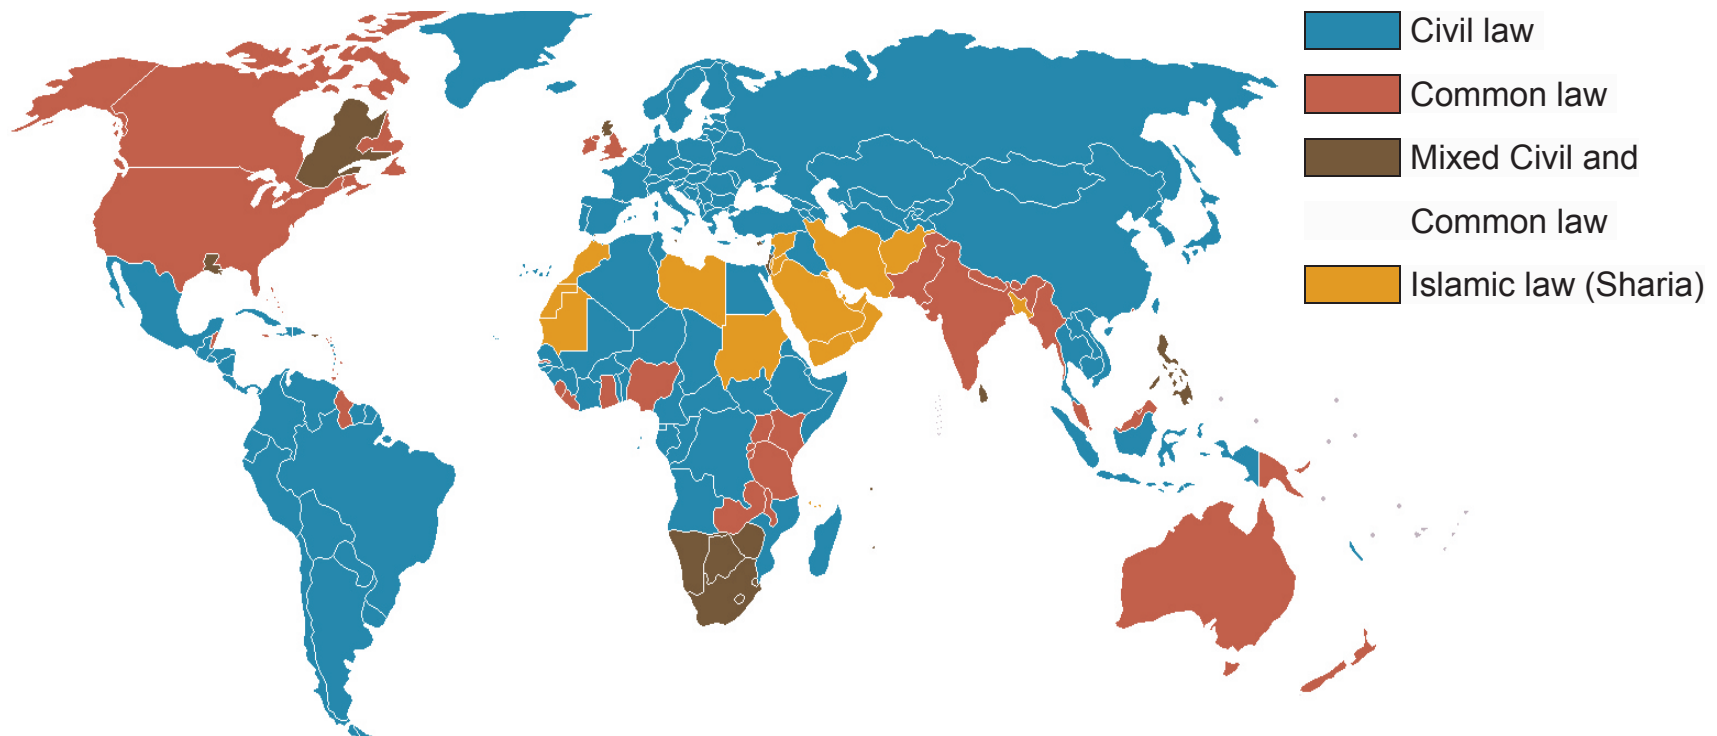 Civil law
Common law
Mixed Civil and
Common law
Islamic law (Sharia)